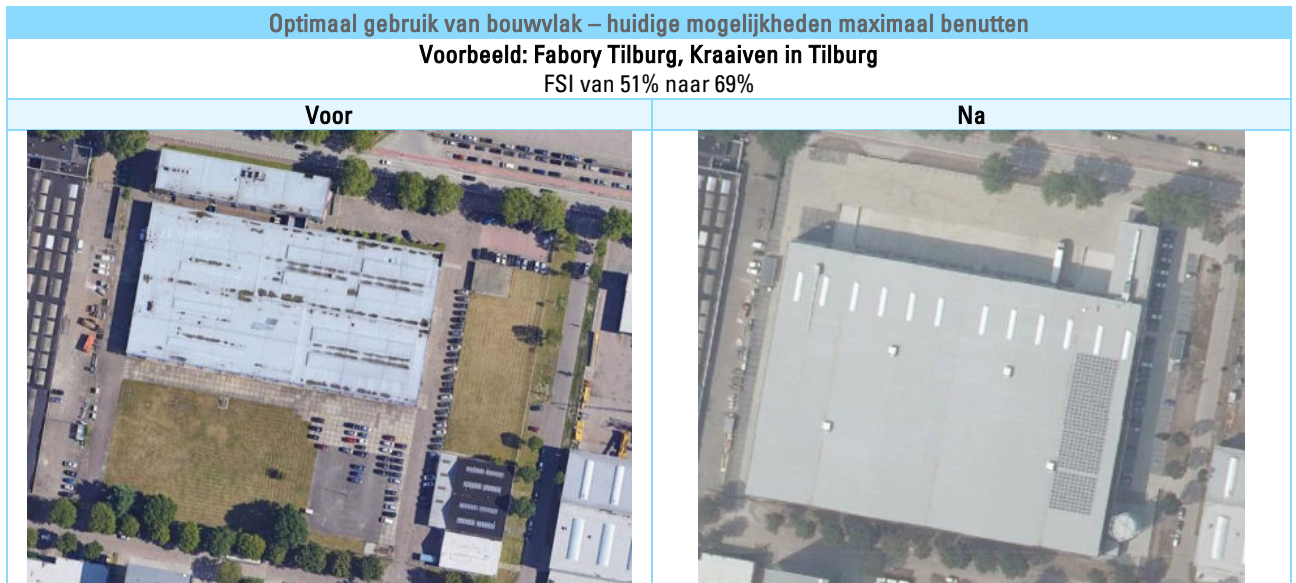 Optimaal gebruik van bouwvlak – huidige mogelijkheden maximaal benutten
Voorbeeld: Fabory Tilburg, Kraaiven in Tilburg
FSI van 51% naar 69%
Voor
Na